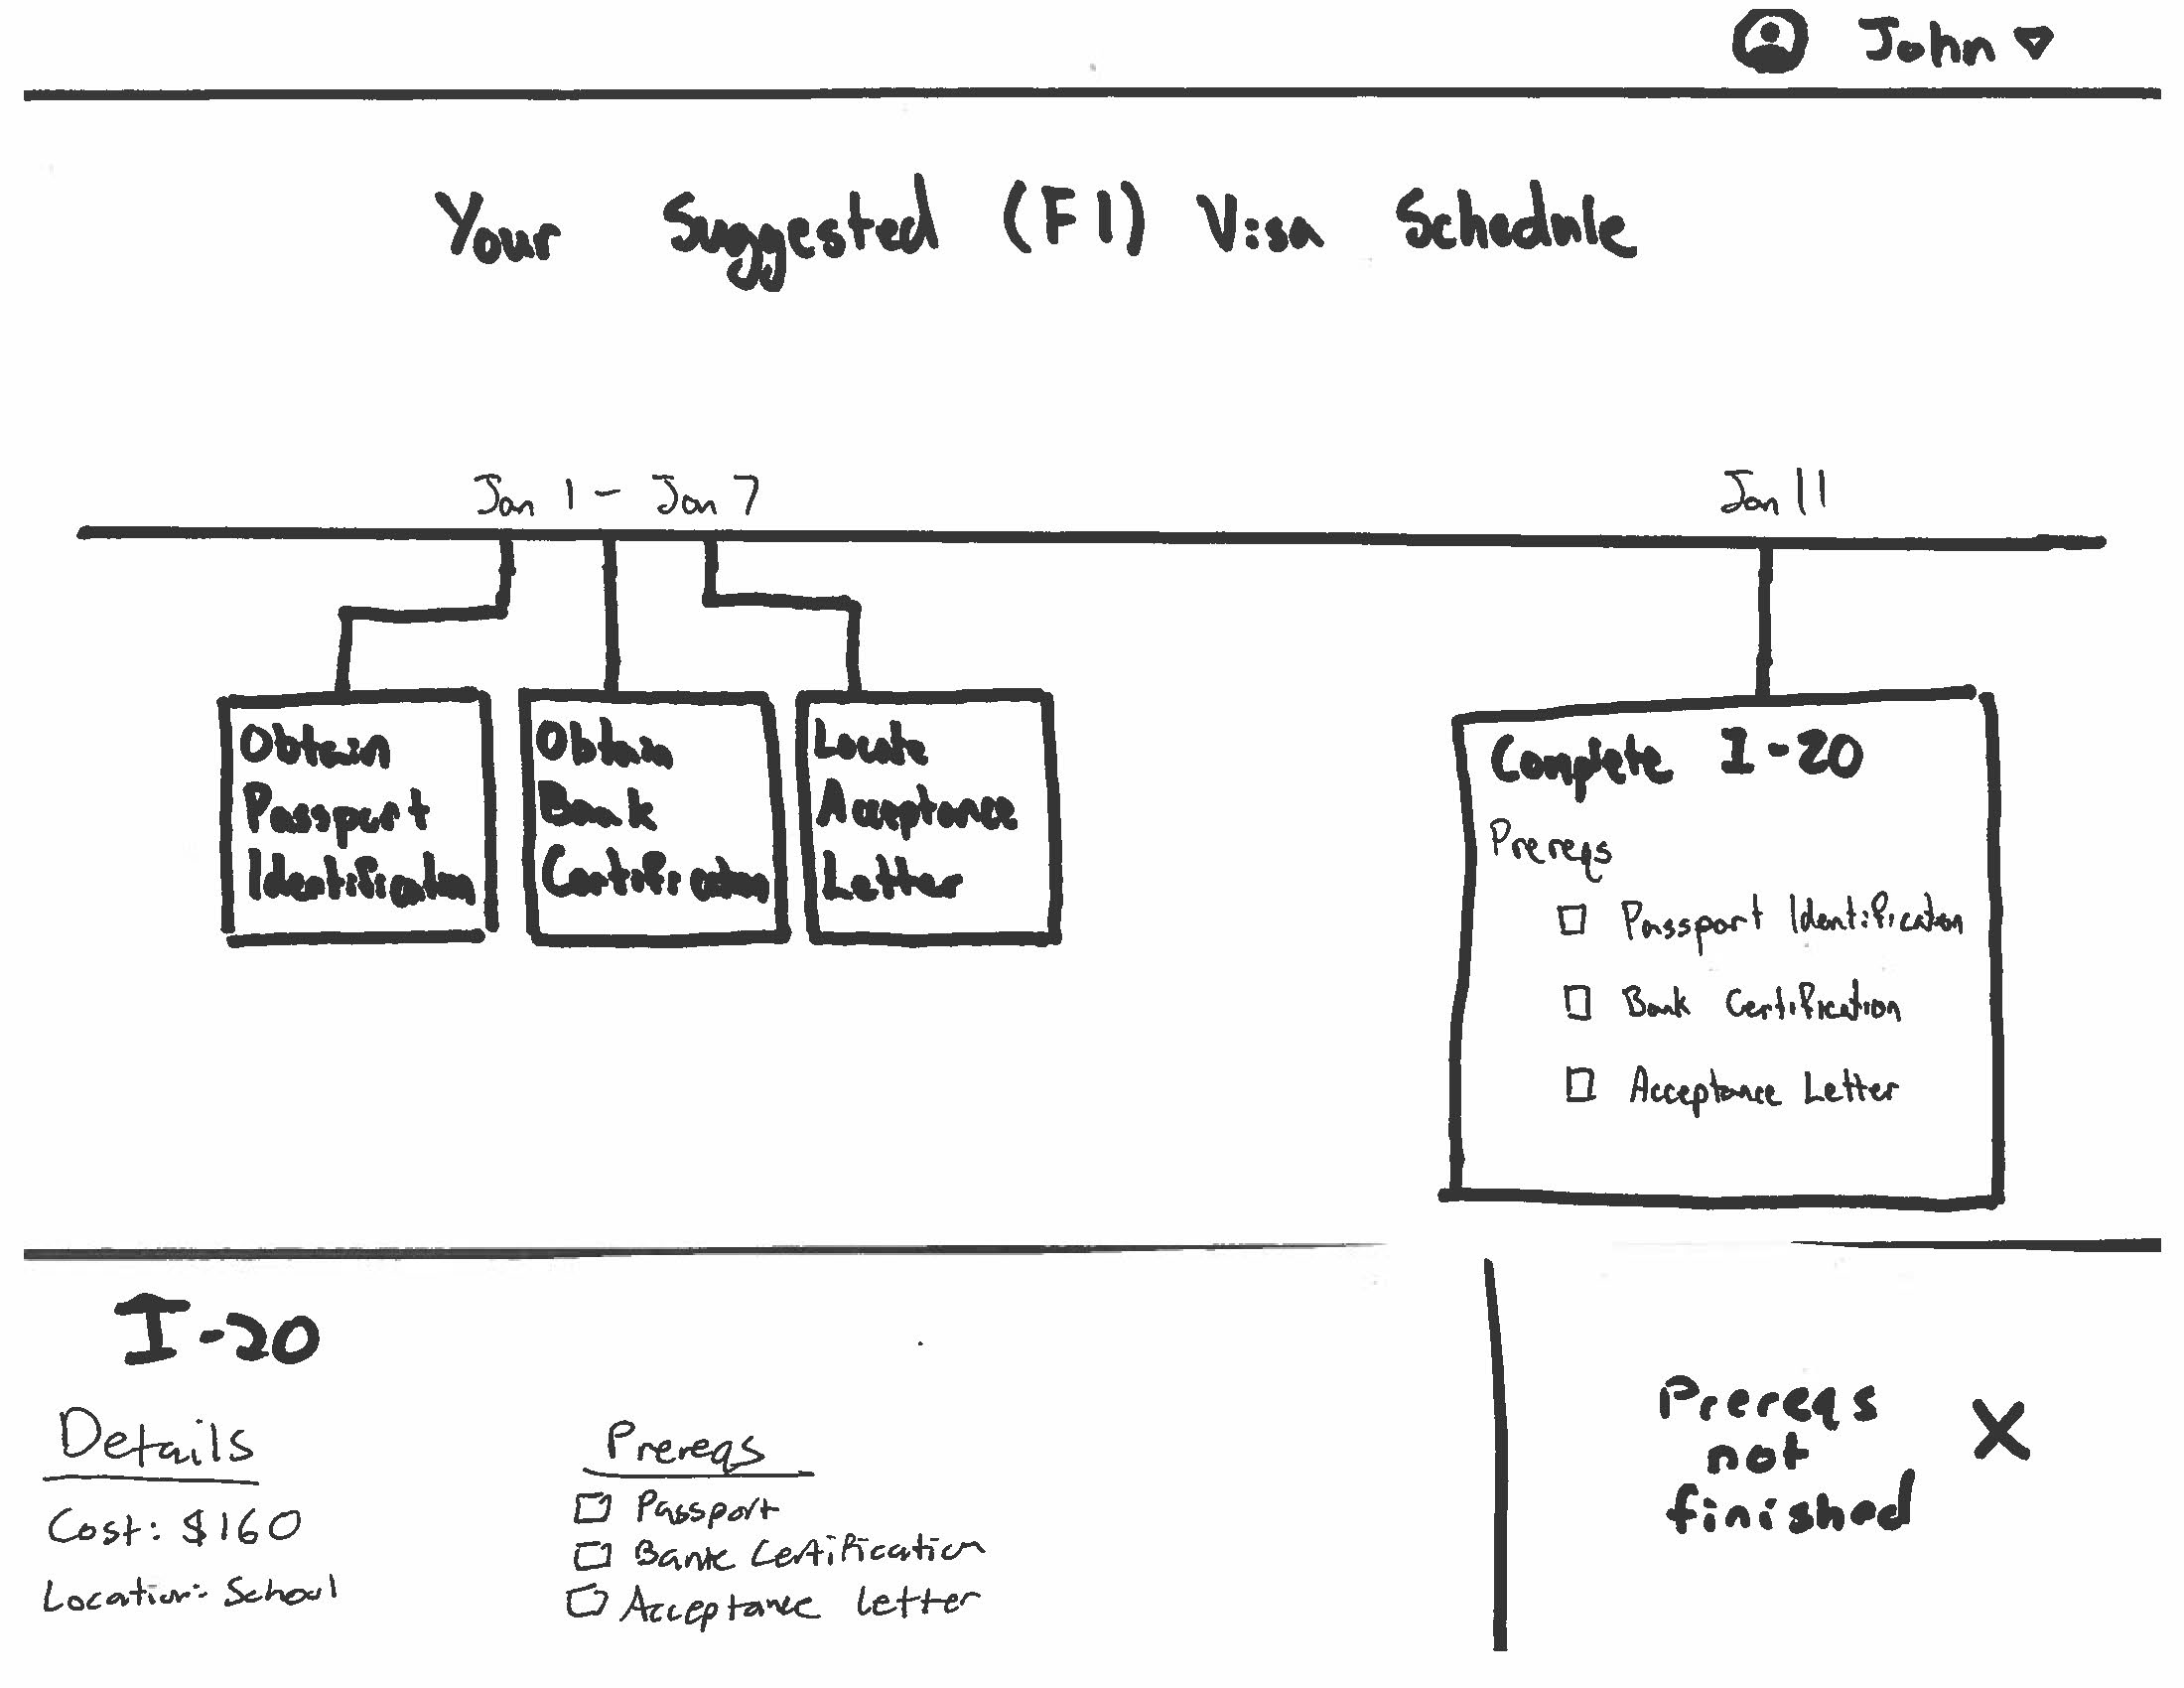 John
Your Suggested (F1) Visa Schedule
Jan 1 - Jan 7
Jan 11
Obtain
Passport
Identification
Obtain
Bank
Certification
Locate
Acceptance
Letter
Complete I-20
Prereqs
Passport Identification
Bank Certification
Acceptance Letter
I-20
Details
Cost: $160
Location: School
Prereqs
Passport
Bank Certification
Acceptance Letter
Prereqs
not
finished
X